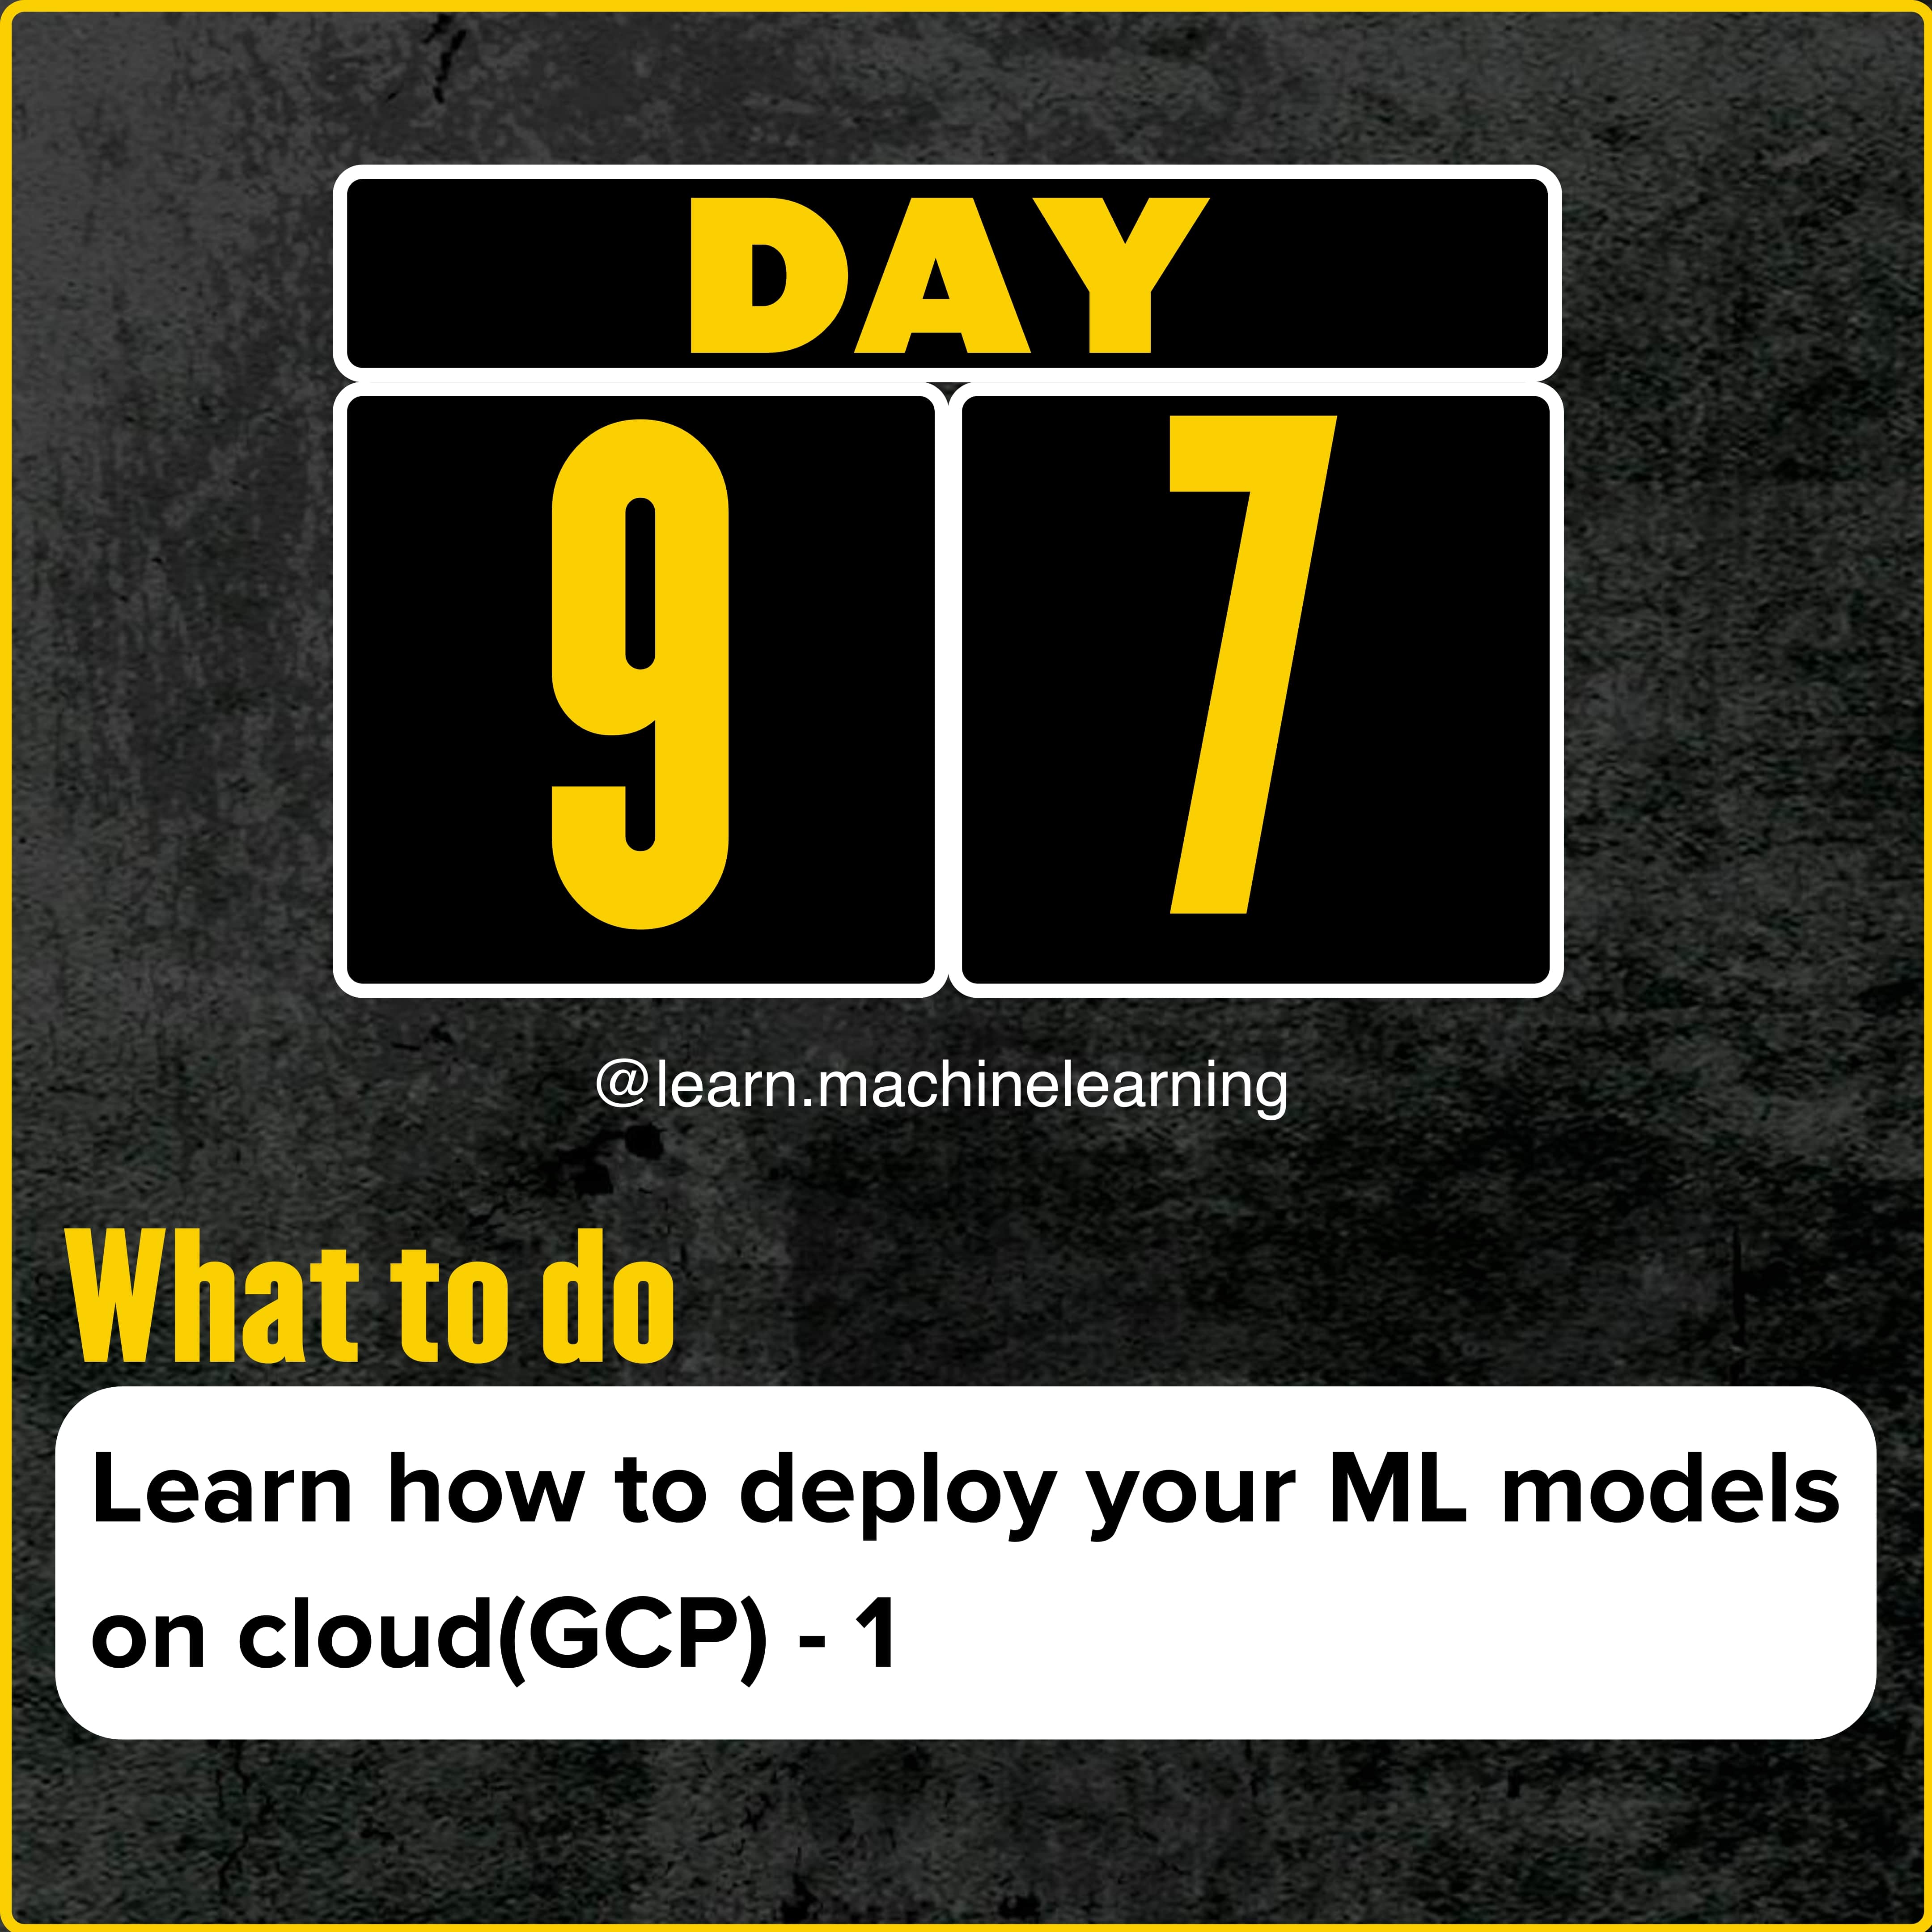 DAY
9 7
@learn.machinelearning
What to do
Learn how to deploy your ML models
on cloud(GCP) - 1